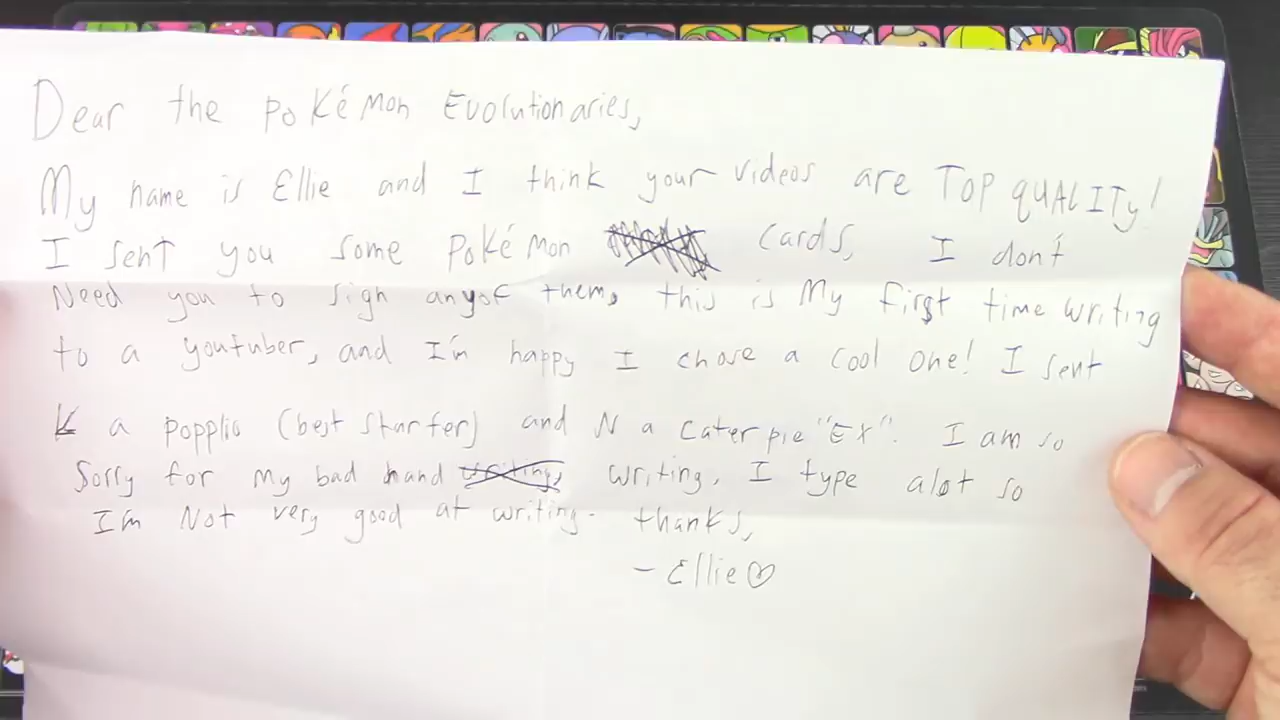 Dear the Pokémon Evolutionaries,
My name is Ellie and I think your videos are TOP QUALITY!
I sent you some Pokémon cards, I don't
Need you to sign anyof them, this is My first time writing
to a youtuber, and I'm happy I chose a cool one! I sent
a popplio (best starter) and N a caterpie "EX". I am so
Sorry for my bad hand writing, writing, I type alot so
I'm Not very good at writing. thanks,
- Ellie♡